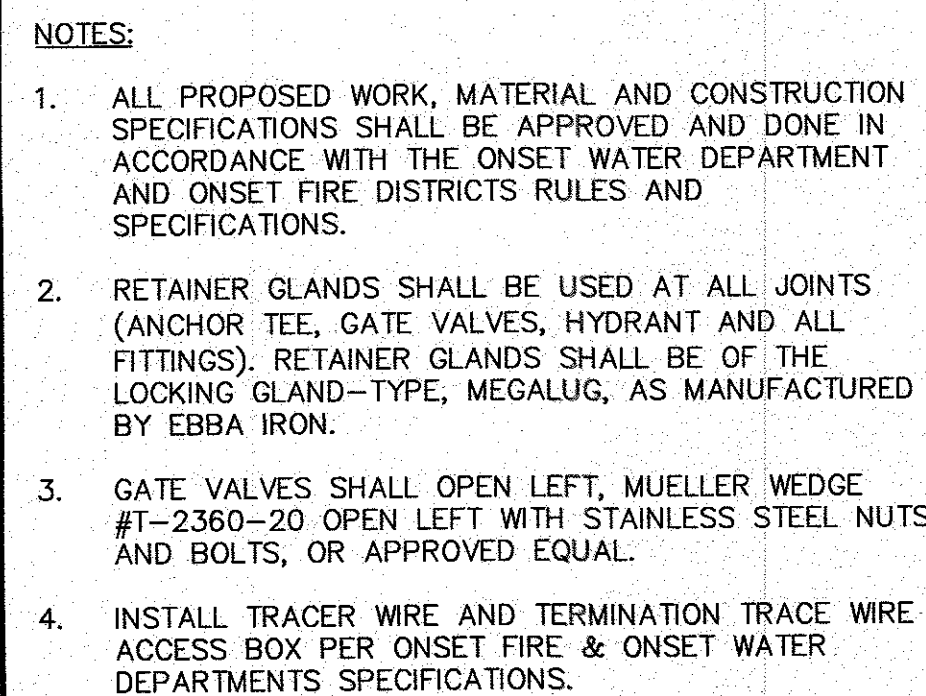 NOTES:
1. ALL PROPOSED WORK, MATERIAL AND CONSTRUCTION
SPECIFICATIONS SHALL BE APPROVED AND DONE IN
ACCORDANCE WITH THE ONSET WATER DEPARTMENT
AND ONSET FIRE DISTRICTS RULES AND
SPECIFICATIONS.
2. RETAINER GLANDS SHALL BE USED AT ALL JOINTS
(ANCHOR TEE, GATE VALVES, HYDRANT AND ALL
FITTINGS). RETAINER GLANDS SHALL BE OF THE
LOCKING GLAND-TYPE, MEGALUG, AS MANUFACTURED
BY EBBA IRON.
3. GATE VALVES SHALL OPEN LEFT, MUELLER WEDGE
#T-2360-20 OPEN LEFT WITH STAINLESS STEEL NUTS
AND BOLTS, OR APPROVED EQUAL.
4. INSTALL TRACER WIRE AND TERMINATION TRACE WIRE
ACCESS BOX PER ONSET FIRE & ONSET WATER
DEPARTMENTS SPECIFICATIONS.